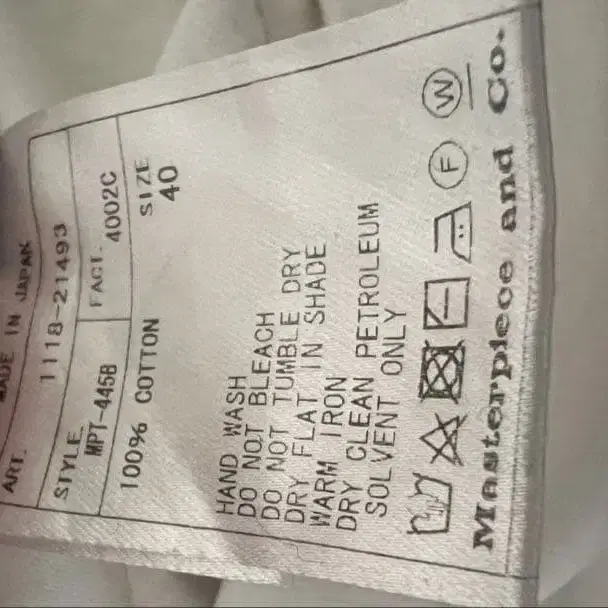 MADE IN JAPAN
ART. 1118-21493
STYLE MPT-445B FACT. 4002C
100% COTTON SIZE 40
HAND WASH
DO NOT BLEACH
DO NOT TUMBLE DRY
DRY FLAT IN SHADE
WARM IRON
DRY CLEAN PETROLEUM
SOLVENT ONLY
F W
Masterpiece and Co.